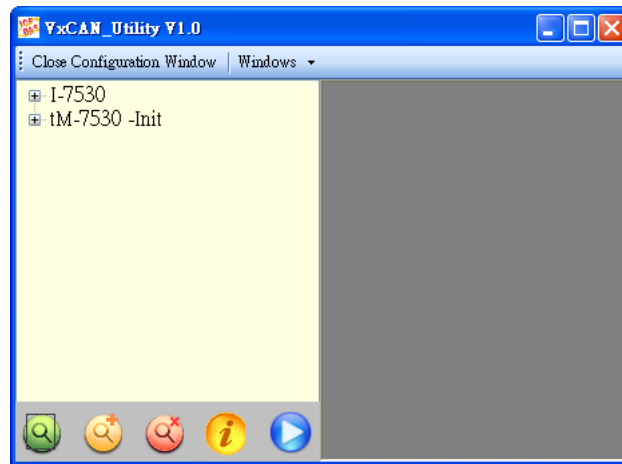 VxCAN_Utility V1.0
Close Configuration Window Windows
I-7530
tM-7530 -Init